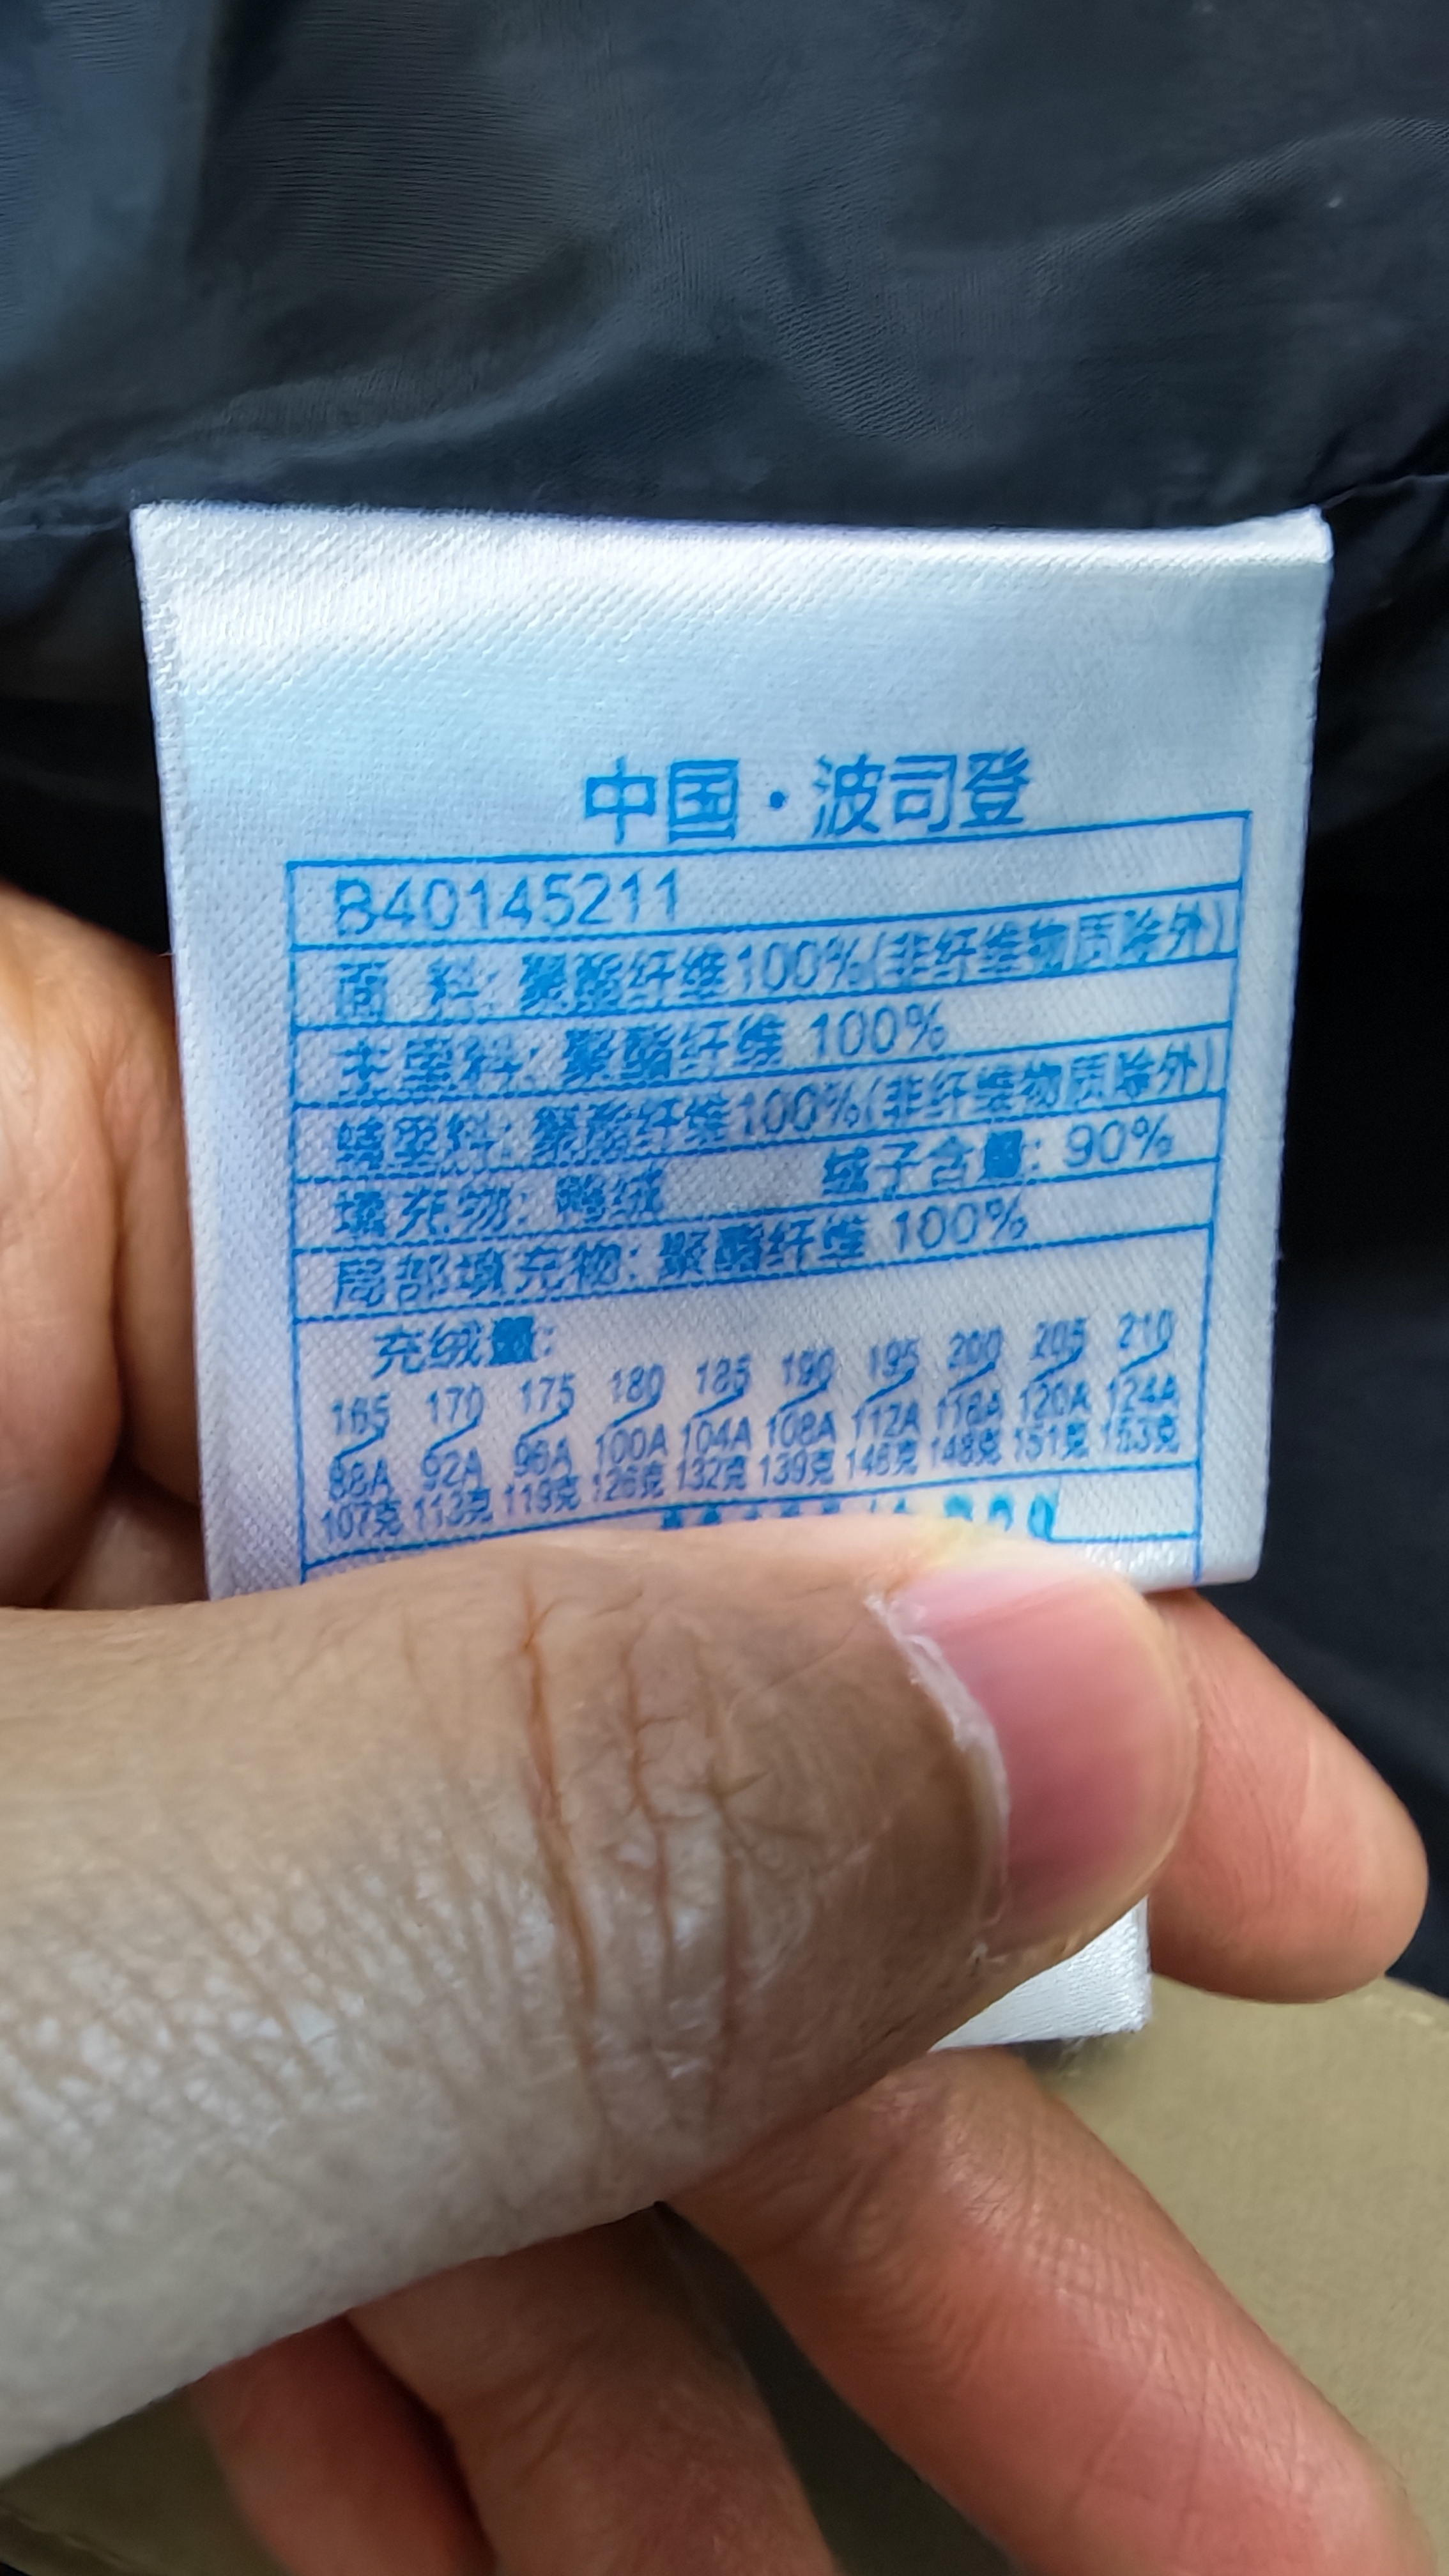 中国·波司登
B40145211
面 料: 聚酯纤维100%(非纤维物质除外)
主里料: 聚酯纤维 100%
帽里料: 聚酯纤维100%(非纤维物质除外)
填充物: 鸭绒 绒子含量: 90%
局部填充物: 聚酯纤维 100%
充绒量:
165 170 175 180 185 190 195 200 205 210
88A 92A 96A 100A 104A 108A 112A 116A 120A 124A
107克 113克 119克 126克 132克 139克 146克 148克 151克 153克